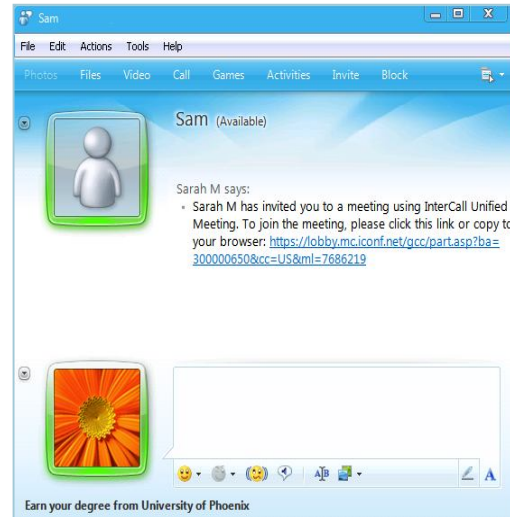 Sam
File Edit Actions Tools Help
Photos Files Video Call Games Activities Invite Block
Sam (Available)
Sarah M says:
Sarah M has invited you to a meeting using InterCall Unified
Meeting. To join the meeting, please click this link or copy to
your browser: https://lobby.mc.iconf.net/gcc/part.asp?ba=
300000650&cc=US&ml=7686219
A
Earn your degree from University of Phoenix